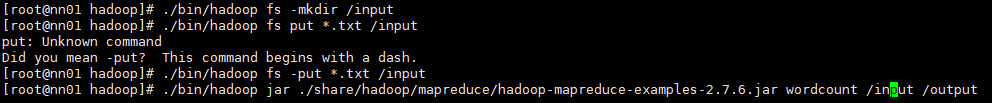 [root@nn01 hadoop]# ./bin/hadoop fs -mkdir /input
[root@nn01 hadoop]# ./bin/hadoop fs put *.txt /input
put: Unknown command
Did you mean -put?  This command begins with a dash.
[root@nn01 hadoop]# ./bin/hadoop fs -put *.txt /input
[root@nn01 hadoop]# ./bin/hadoop jar ./share/hadoop/mapreduce/hadoop-mapreduce-examples-2.7.6.jar wordcount /input /output